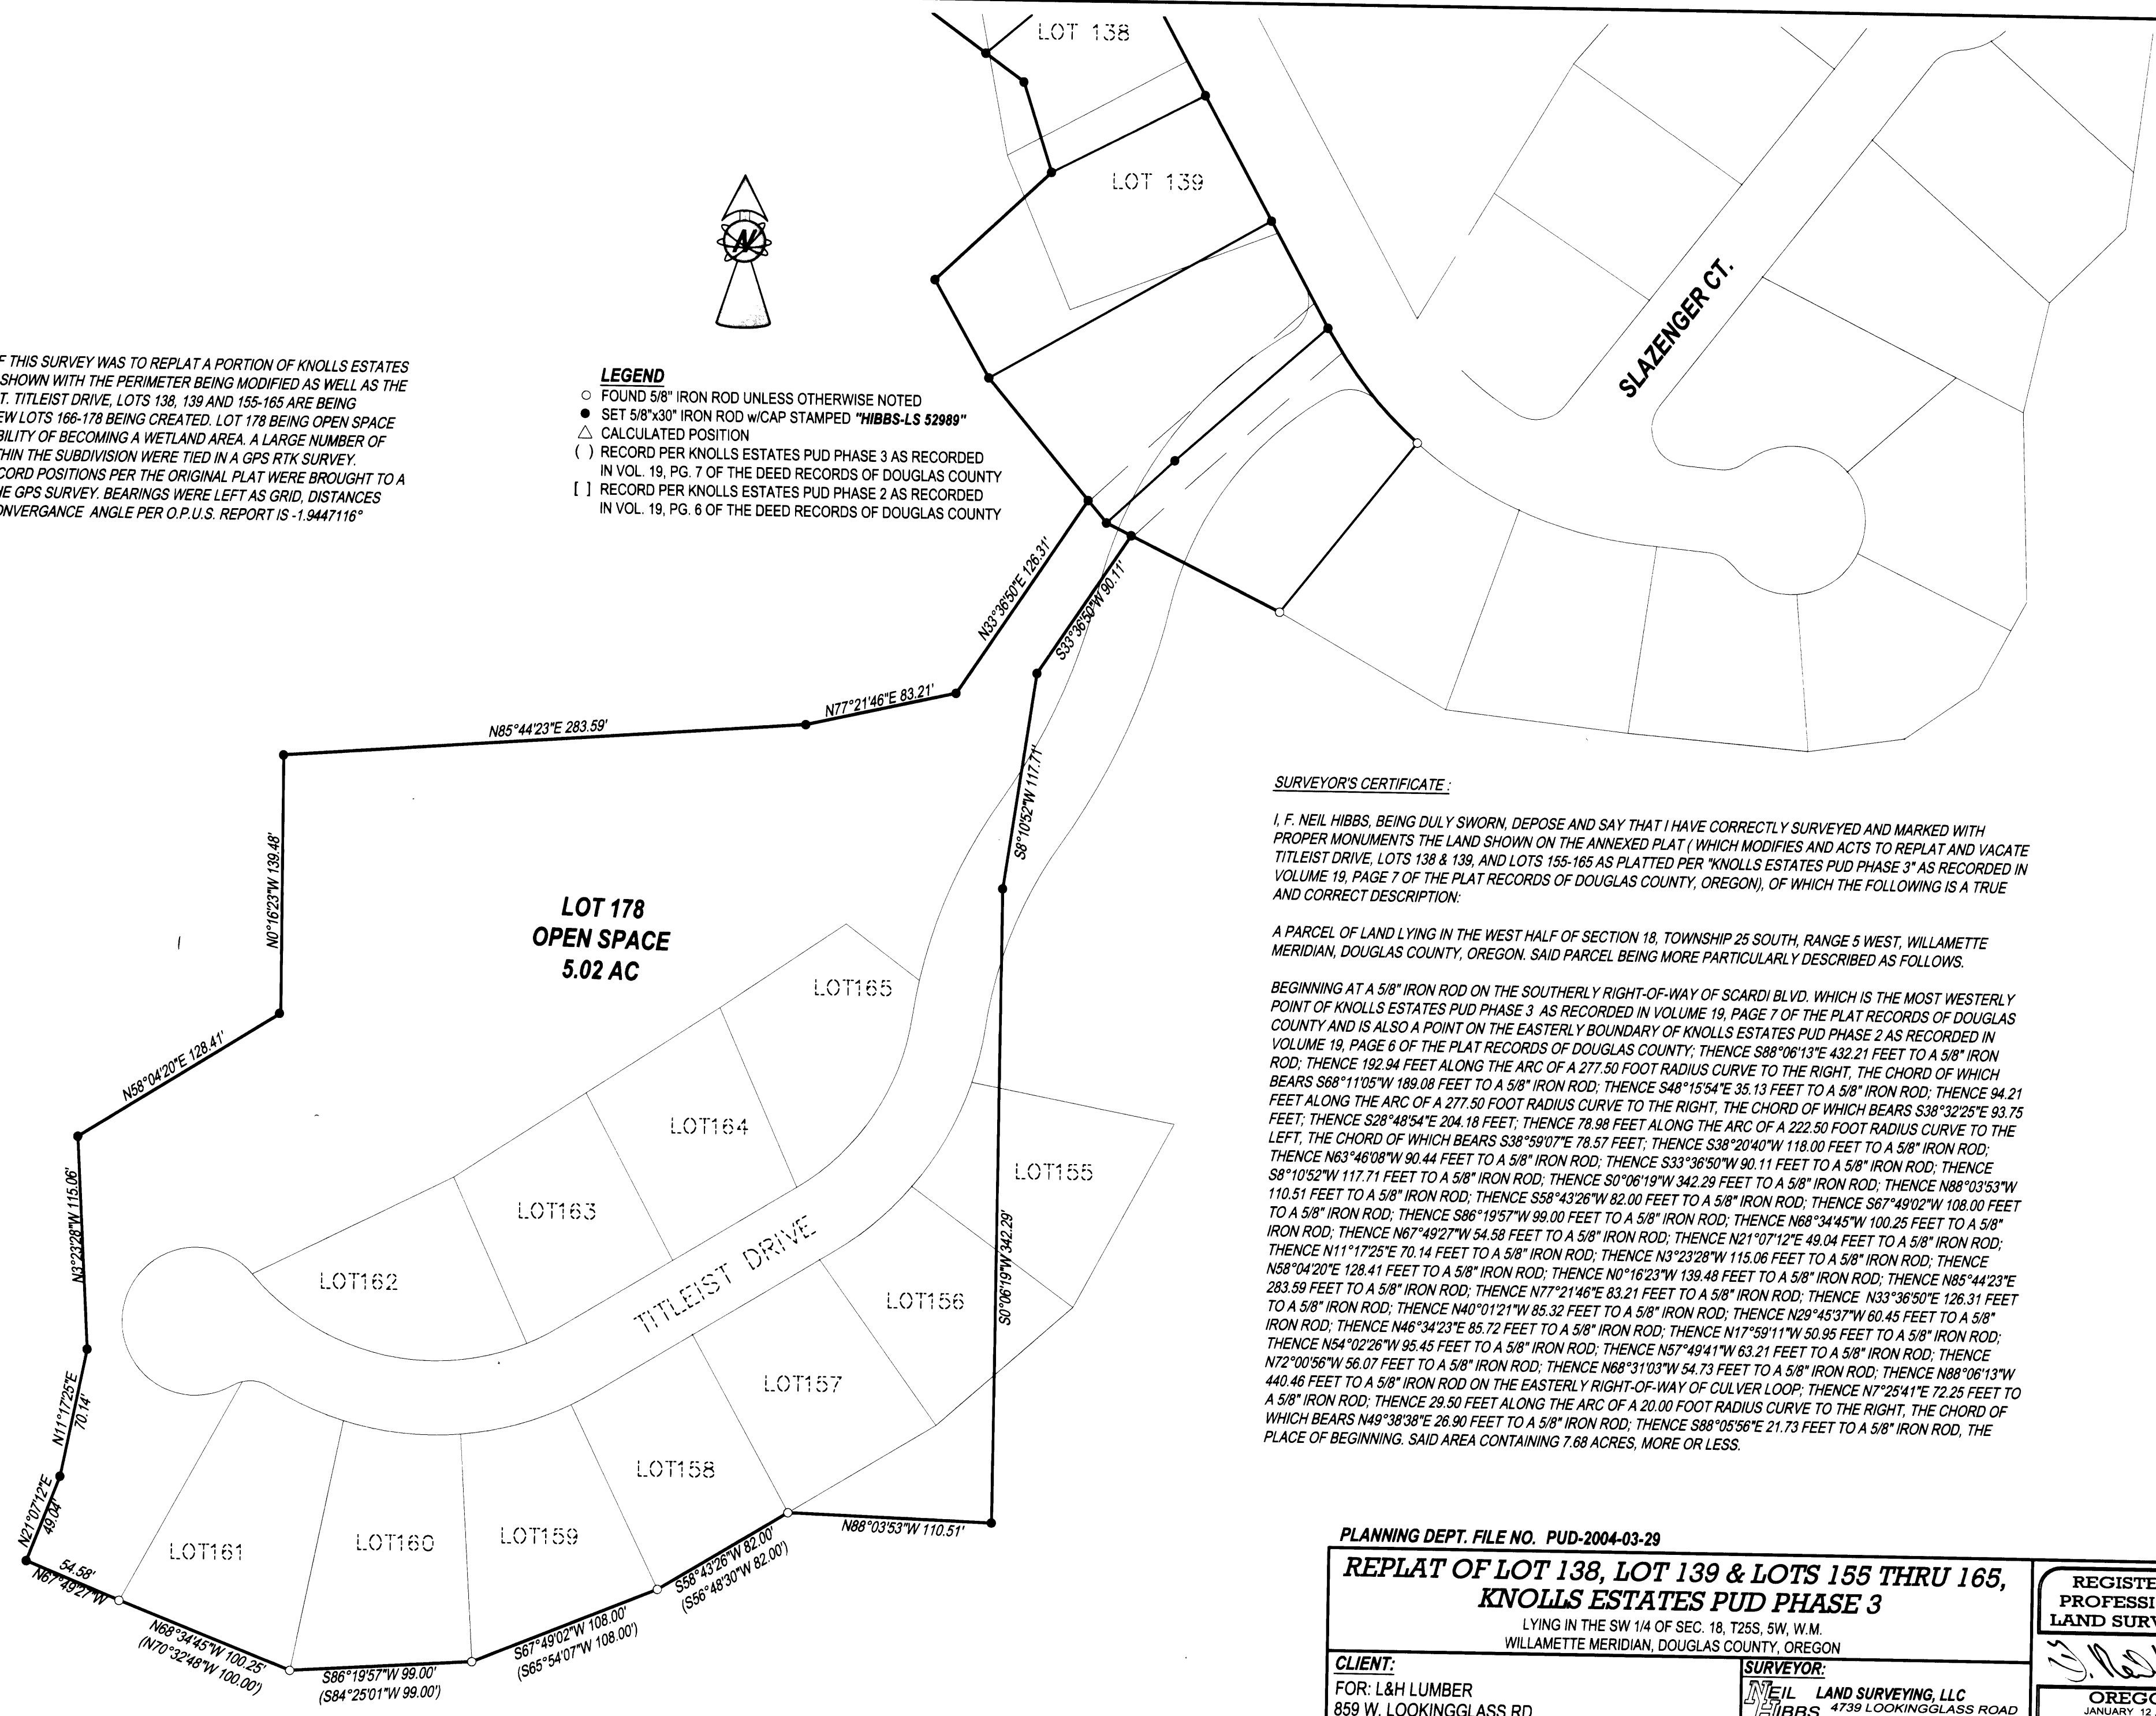 LOT 138
LOT 139
SLAZENGER CT.
N
F THIS SURVEY WAS TO REPLAT A PORTION OF KNOLLS ESTATES
SHOWN WITH THE PERIMETER BEING MODIFIED AS WELL AS THE
T. TITLEIST DRIVE, LOTS 138, 139 AND 155-165 ARE BEING
EW LOTS 166-178 BEING CREATED. LOT 178 BEING OPEN SPACE
BILITY OF BECOMING A WETLAND AREA. A LARGE NUMBER OF
THIN THE SUBDIVISION WERE TIED IN A GPS RTK SURVEY.
CORD POSITIONS PER THE ORIGINAL PLAT WERE BROUGHT TO A
HE GPS SURVEY. BEARINGS WERE LEFT AS GRID, DISTANCES
ONVERGANCE ANGLE PER O.P.U.S. REPORT IS -1.9447116°
LEGEND
FOUND 5/8" IRON ROD UNLESS OTHERWISE NOTED
SET 5/8"x30" IRON ROD w/CAP STAMPED "HIBBS-LS 52989"
CALCULATED POSITION
( ) RECORD PER KNOLLS ESTATES PUD PHASE 3 AS RECORDED
IN VOL. 19, PG. 7 OF THE DEED RECORDS OF DOUGLAS COUNTY
[ ] RECORD PER KNOLLS ESTATES PUD PHASE 2 AS RECORDED
IN VOL. 19, PG. 6 OF THE DEED RECORDS OF DOUGLAS COUNTY
N33°36'50"E 126.31'
S33°36'50"W 90.11'
N77°21'46"E 83.21'
N85°44'23"E 283.59'
S8°10'52"W 117.71'
N0°16'23"W 139.48'
LOT 178
OPEN SPACE
5.02 AC
LOT165
N58°04'20"E 128.41'
LOT164
LOT155
LOT163
N3°23'28"W 115.06'
S0°06'19"W 342.29'
LOT162
TITLEIST DRIVE
LOT156
LOT157
N11°17'25"E
70.14'
LOT158
N21°07'12"E
49.04'
LOT161
LOT160
LOT159
N88°03'53"W 110.51'
54.58'
N67°49'27"W
S58°43'26"W 82.00'
(S56°48'30"W 82.00')
N68°34'45"W 100.25'
(N70°32'48"W 100.00')
S67°49'02"W 108.00'
(S65°54'07"W 108.00')
S86°19'57"W 99.00'
(S84°25'01"W 99.00')
SURVEYOR'S CERTIFICATE :
I, F. NEIL HIBBS, BEING DULY SWORN, DEPOSE AND SAY THAT I HAVE CORRECTLY SURVEYED AND MARKED WITH
PROPER MONUMENTS THE LAND SHOWN ON THE ANNEXED PLAT ( WHICH MODIFIES AND ACTS TO REPLAT AND VACATE
TITLEIST DRIVE, LOTS 138 & 139, AND LOTS 155-165 AS PLATTED PER "KNOLLS ESTATES PUD PHASE 3" AS RECORDED IN
VOLUME 19, PAGE 7 OF THE PLAT RECORDS OF DOUGLAS COUNTY, OREGON), OF WHICH THE FOLLOWING IS A TRUE
AND CORRECT DESCRIPTION:
A PARCEL OF LAND LYING IN THE WEST HALF OF SECTION 18, TOWNSHIP 25 SOUTH, RANGE 5 WEST, WILLAMETTE
MERIDIAN, DOUGLAS COUNTY, OREGON. SAID PARCEL BEING MORE PARTICULARLY DESCRIBED AS FOLLOWS.
BEGINNING AT A 5/8" IRON ROD ON THE SOUTHERLY RIGHT-OF-WAY OF SCARDI BLVD. WHICH IS THE MOST WESTERLY
POINT OF KNOLLS ESTATES PUD PHASE 3 AS RECORDED IN VOLUME 19, PAGE 7 OF THE PLAT RECORDS OF DOUGLAS
COUNTY AND IS ALSO A POINT ON THE EASTERLY BOUNDARY OF KNOLLS ESTATES PUD PHASE 2 AS RECORDED IN
VOLUME 19, PAGE 6 OF THE PLAT RECORDS OF DOUGLAS COUNTY; THENCE S88°06'13"E 432.21 FEET TO A 5/8" IRON
ROD; THENCE 192.94 FEET ALONG THE ARC OF A 277.50 FOOT RADIUS CURVE TO THE RIGHT, THE CHORD OF WHICH
BEARS S68°11'05"W 189.08 FEET TO A 5/8" IRON ROD; THENCE S48°15'54"E 35.13 FEET TO A 5/8" IRON ROD; THENCE 94.21
FEET ALONG THE ARC OF A 277.50 FOOT RADIUS CURVE TO THE RIGHT, THE CHORD OF WHICH BEARS S38°32'25"E 93.75
FEET; THENCE S28°48'54"E 204.18 FEET; THENCE 78.98 FEET ALONG THE ARC OF A 222.50 FOOT RADIUS CURVE TO THE
LEFT, THE CHORD OF WHICH BEARS S38°59'07"E 78.57 FEET; THENCE S38°20'40"W 118.00 FEET TO A 5/8" IRON ROD;
THENCE N63°46'08"W 90.44 FEET TO A 5/8" IRON ROD; THENCE S33°36'50"W 90.11 FEET TO A 5/8" IRON ROD; THENCE
S8°10'52"W 117.71 FEET TO A 5/8" IRON ROD; THENCE S0°06'19"W 342.29 FEET TO A 5/8" IRON ROD; THENCE N88°03'53"W
110.51 FEET TO A 5/8" IRON ROD; THENCE S58°43'26"W 82.00 FEET TO A 5/8" IRON ROD; THENCE S67°49'02"W 108.00 FEET
TO A 5/8" IRON ROD; THENCE S86°19'57"W 99.00 FEET TO A 5/8" IRON ROD; THENCE N68°34'45"W 100.25 FEET TO A 5/8"
IRON ROD; THENCE N67°49'27"W 54.58 FEET TO A 5/8" IRON ROD; THENCE N21°07'12"E 49.04 FEET TO A 5/8" IRON ROD;
THENCE N11°17'25"E 70.14 FEET TO A 5/8" IRON ROD; THENCE N3°23'28"W 115.06 FEET TO A 5/8" IRON ROD; THENCE
N58°04'20"E 128.41 FEET TO A 5/8" IRON ROD; THENCE N0°16'23"W 139.48 FEET TO A 5/8" IRON ROD; THENCE N85°44'23"E
283.59 FEET TO A 5/8" IRON ROD; THENCE N77°21'46"E 83.21 FEET TO A 5/8" IRON ROD; THENCE N33°36'50"E 126.31 FEET
TO A 5/8" IRON ROD; THENCE N40°01'21"W 85.32 FEET TO A 5/8" IRON ROD; THENCE N29°45'37"W 60.45 FEET TO A 5/8"
IRON ROD; THENCE N46°34'23"E 85.72 FEET TO A 5/8" IRON ROD; THENCE N17°59'11"W 50.95 FEET TO A 5/8" IRON ROD;
THENCE N54°02'26"W 95.45 FEET TO A 5/8" IRON ROD; THENCE N57°49'41"W 63.21 FEET TO A 5/8" IRON ROD; THENCE
N72°00'56"W 56.07 FEET TO A 5/8" IRON ROD; THENCE N68°31'03"W 54.73 FEET TO A 5/8" IRON ROD; THENCE N88°06'13"W
440.46 FEET TO A 5/8" IRON ROD ON THE EASTERLY RIGHT-OF-WAY OF CULVER LOOP; THENCE N7°25'41"E 72.25 FEET TO
A 5/8" IRON ROD; THENCE 29.50 FEET ALONG THE ARC OF A 20.00 FOOT RADIUS CURVE TO THE RIGHT, THE CHORD OF
WHICH BEARS N49°38'38"E 26.90 FEET TO A 5/8" IRON ROD; THENCE S88°05'56"E 21.73 FEET TO A 5/8" IRON ROD, THE
PLACE OF BEGINNING. SAID AREA CONTAINING 7.68 ACRES, MORE OR LESS.
PLANNING DEPT. FILE NO. PUD-2004-03-29
REPLAT OF LOT 138, LOT 139 & LOTS 155 THRU 165,
KNOLLS ESTATES PUD PHASE 3
LYING IN THE SW 1/4 OF SEC. 18, T25S, 5W, W.M.
WILLAMETTE MERIDIAN, DOUGLAS COUNTY, OREGON
CLIENT:
FOR: L&H LUMBER
859 W. LOOKINGGLASS RD
SURVEYOR:
NEIL HIBBS LAND SURVEYING, LLC
4739 LOOKINGGLASS ROAD
REGISTE
PROFESSI
LAND SURV
OREGO
JANUARY 12